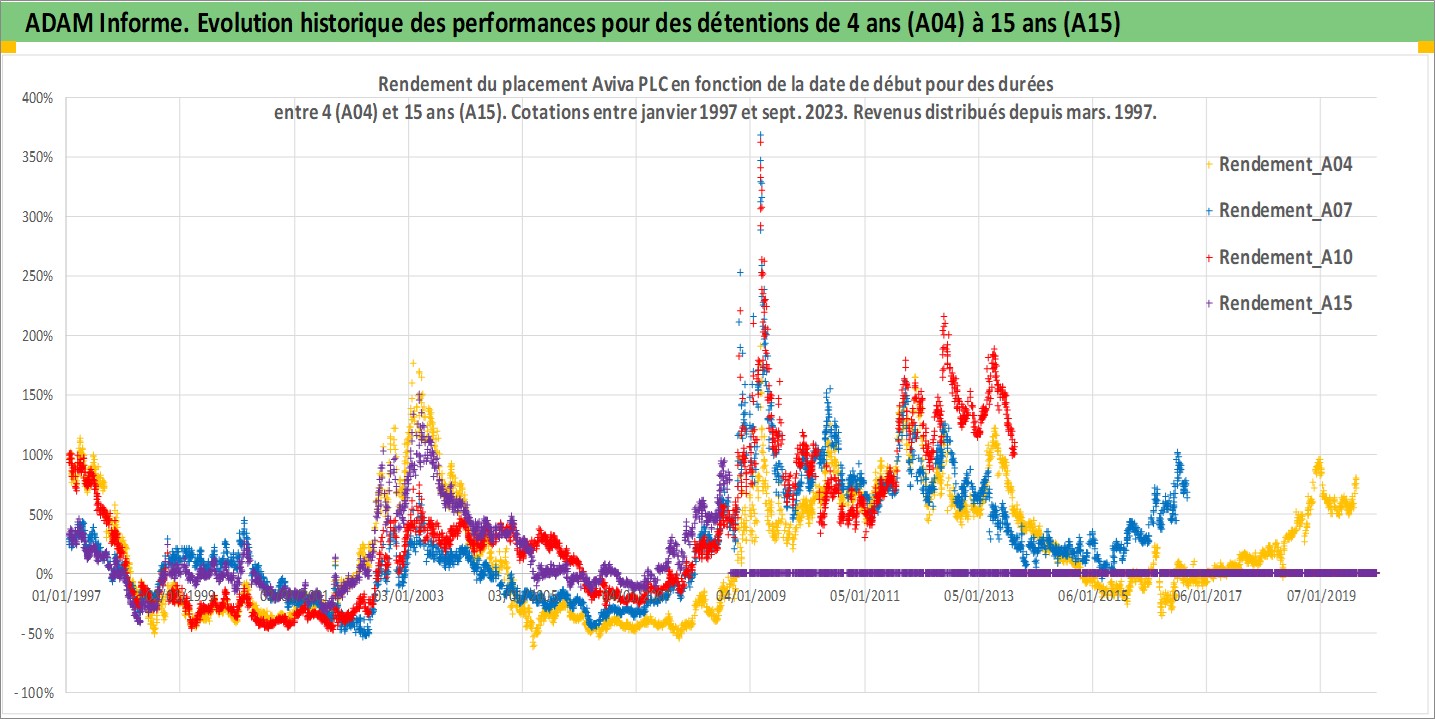 ADAM Informe. Evolution historique des performances pour des détentions de 4 ans (A04) à 15 ans (A15)
Rendement du placement Aviva PLC en fonction de la date de début pour des durées
entre 4 (A04) et 15 ans (A15). Cotations entre janvier 1997 et sept. 2023. Revenus distribués depuis mars. 1997.
400%
350%
300%
250%
200%
150%
100%
50%
0%
-50%
-100%
Rendement_A04
Rendement_A07
Rendement_A10
Rendement_A15
01/01/1997
04/01/2009
05/01/2011
05/01/2013
06/01/2015
06/01/2017
07/01/2019